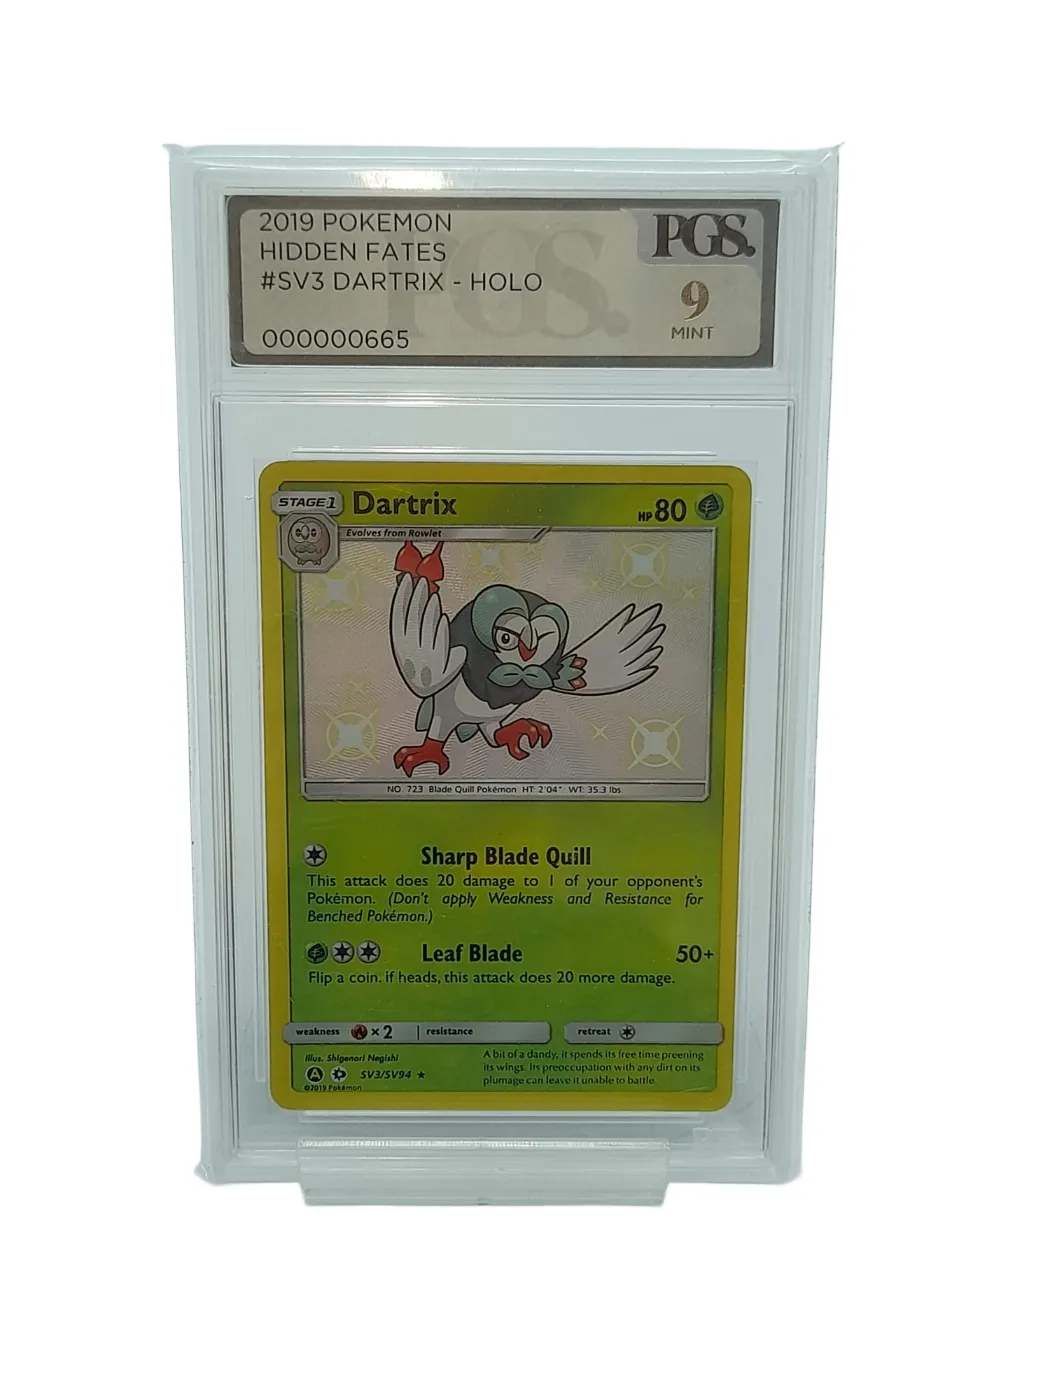 2019 POKEMON
HIDDEN FATES
#SV3 DARTRIX - HOLO
000000665
PGS.
9
MINT
PGS.
STAGE 1
Dartrix
HP 80
Evolves from Rowlet
NO. 723 Blade Quill Pokémon HT: 2'04" WT: 35.3 lbs.
Sharp Blade Quill
This attack does 20 damage to 1 of your opponent's
Pokémon. (Don't apply Weakness and Resistance for
Benched Pokémon.)
Leaf Blade 50+
Flip a coin. if heads, this attack does 20 more damage.
weakness ×2 resistance retreat
Illus. Shigenori Negishi
A SV3/SV94 ★
©2019 Pokémon
A bit of a dandy, it spends its free time preening
its wings. Its preoccupation with any dirt on its
plumage can leave it unable to battle.